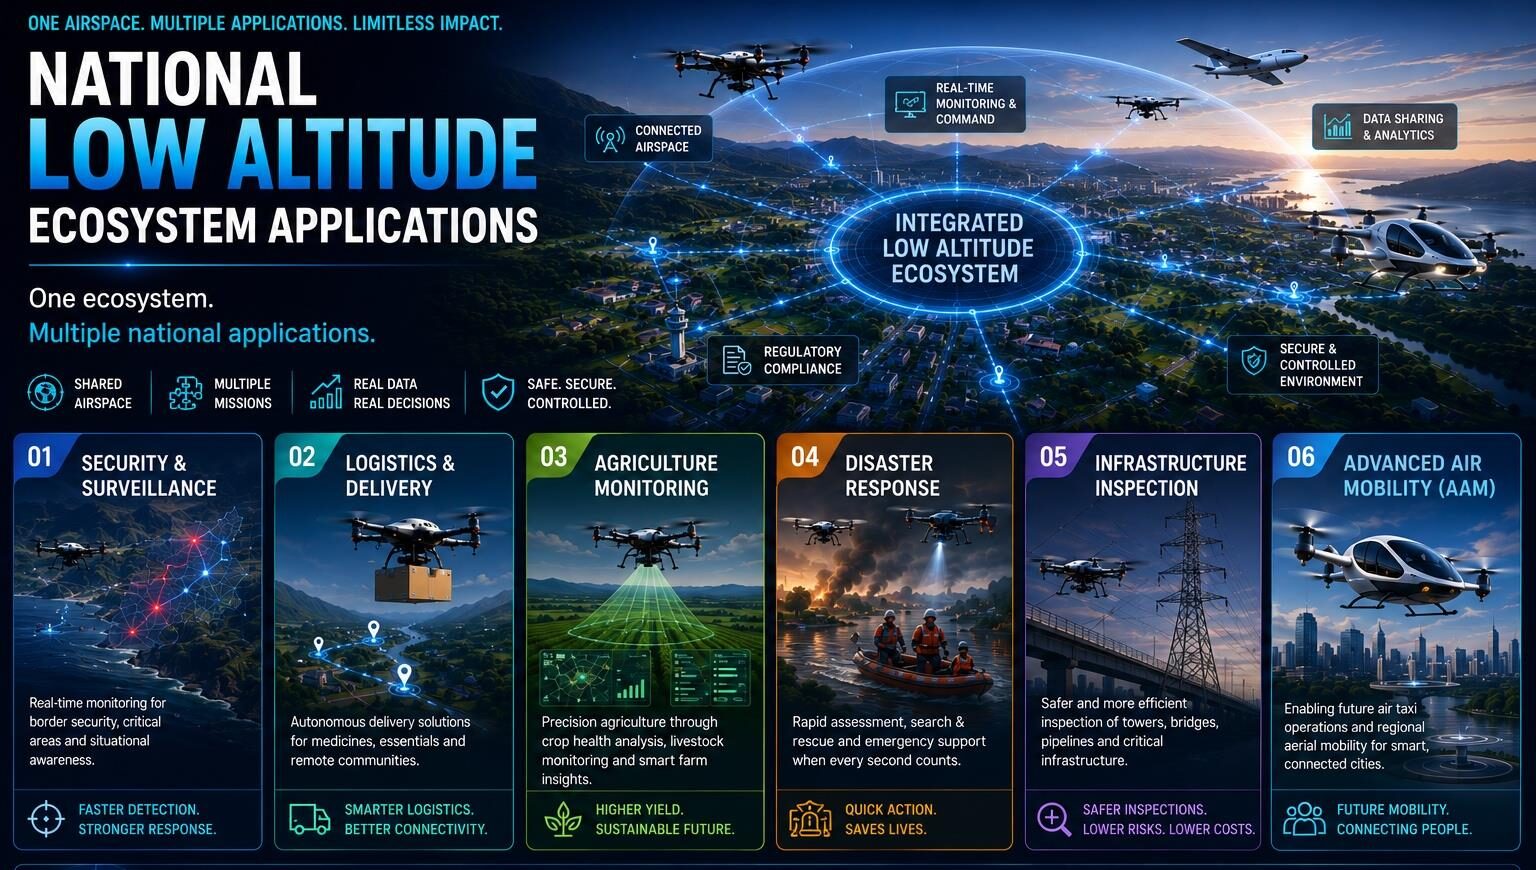 ONE AIRSPACE. MULTIPLE APPLICATIONS. LIMITLESS IMPACT.
NATIONAL
LOW ALTITUDE
ECOSYSTEM APPLICATIONS
One ecosystem.
Multiple national applications.
SHARED
AIRSPACE
MULTIPLE
MISSIONS
REAL DATA
REAL DECISIONS
SAFE. SECURE.
CONTROLLED.
CONNECTED
AIRSPACE
REAL-TIME
MONITORING &
COMMAND
DATA SHARING
& ANALYTICS
INTEGRATED
LOW ALTITUDE
ECOSYSTEM
REGULATORY
COMPLIANCE
SECURE &
CONTROLLED
ENVIRONMENT
01
SECURITY &
SURVEILLANCE
Real-time monitoring for
border security, critical
areas and situational
awareness.
FASTER DETECTION.
STRONGER RESPONSE.
02
LOGISTICS &
DELIVERY
Autonomous delivery solutions
for medicines, essentials and
remote communities.
SMARTER LOGISTICS.
BETTER CONNECTIVITY.
03
AGRICULTURE
MONITORING
Precision agriculture through
crop health analysis, livestock
monitoring and smart farm
insights.
HIGHER YIELD.
SUSTAINABLE FUTURE.
04
DISASTER
RESPONSE
Rapid assessment, search &
rescue and emergency support
when every second counts.
QUICK ACTION.
SAVES LIVES.
05
INFRASTRUCTURE
INSPECTION
Safer and more efficient
inspection of towers, bridges,
pipelines and critical
infrastructure.
SAFER INSPECTIONS.
LOWER RISKS. LOWER COSTS.
06
ADVANCED AIR
MOBILITY (AAM)
Enabling future air taxi
operations and regional
aerial mobility for smart,
connected cities.
FUTURE MOBILITY.
CONNECTING PEOPLE.